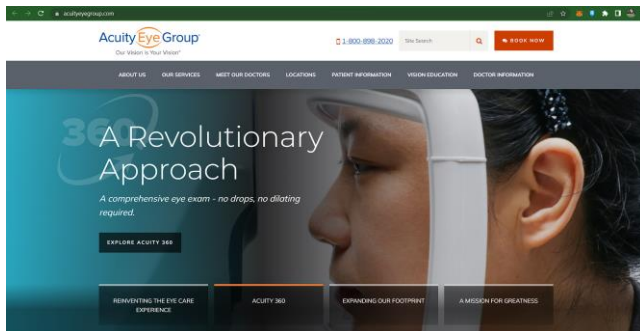 acuityeyegroup.com
Acuity Eye Group
Our Vision Is Your Vision
1-800-898-2020
Site Search
BOOK NOW
ABOUT US
OUR SERVICES
MEET OUR DOCTORS
LOCATIONS
PATIENT INFORMATION
VISION EDUCATION
DOCTOR INFORMATION
360
A Revolutionary
Approach
A comprehensive eye exam - no drops, no dilating
required.
EXPLORE ACUITY 360
REINVENTING THE EYE CARE
EXPERIENCE
ACUITY 360
EXPANDING OUR FOOTPRINT
A MISSION FOR GREATNESS